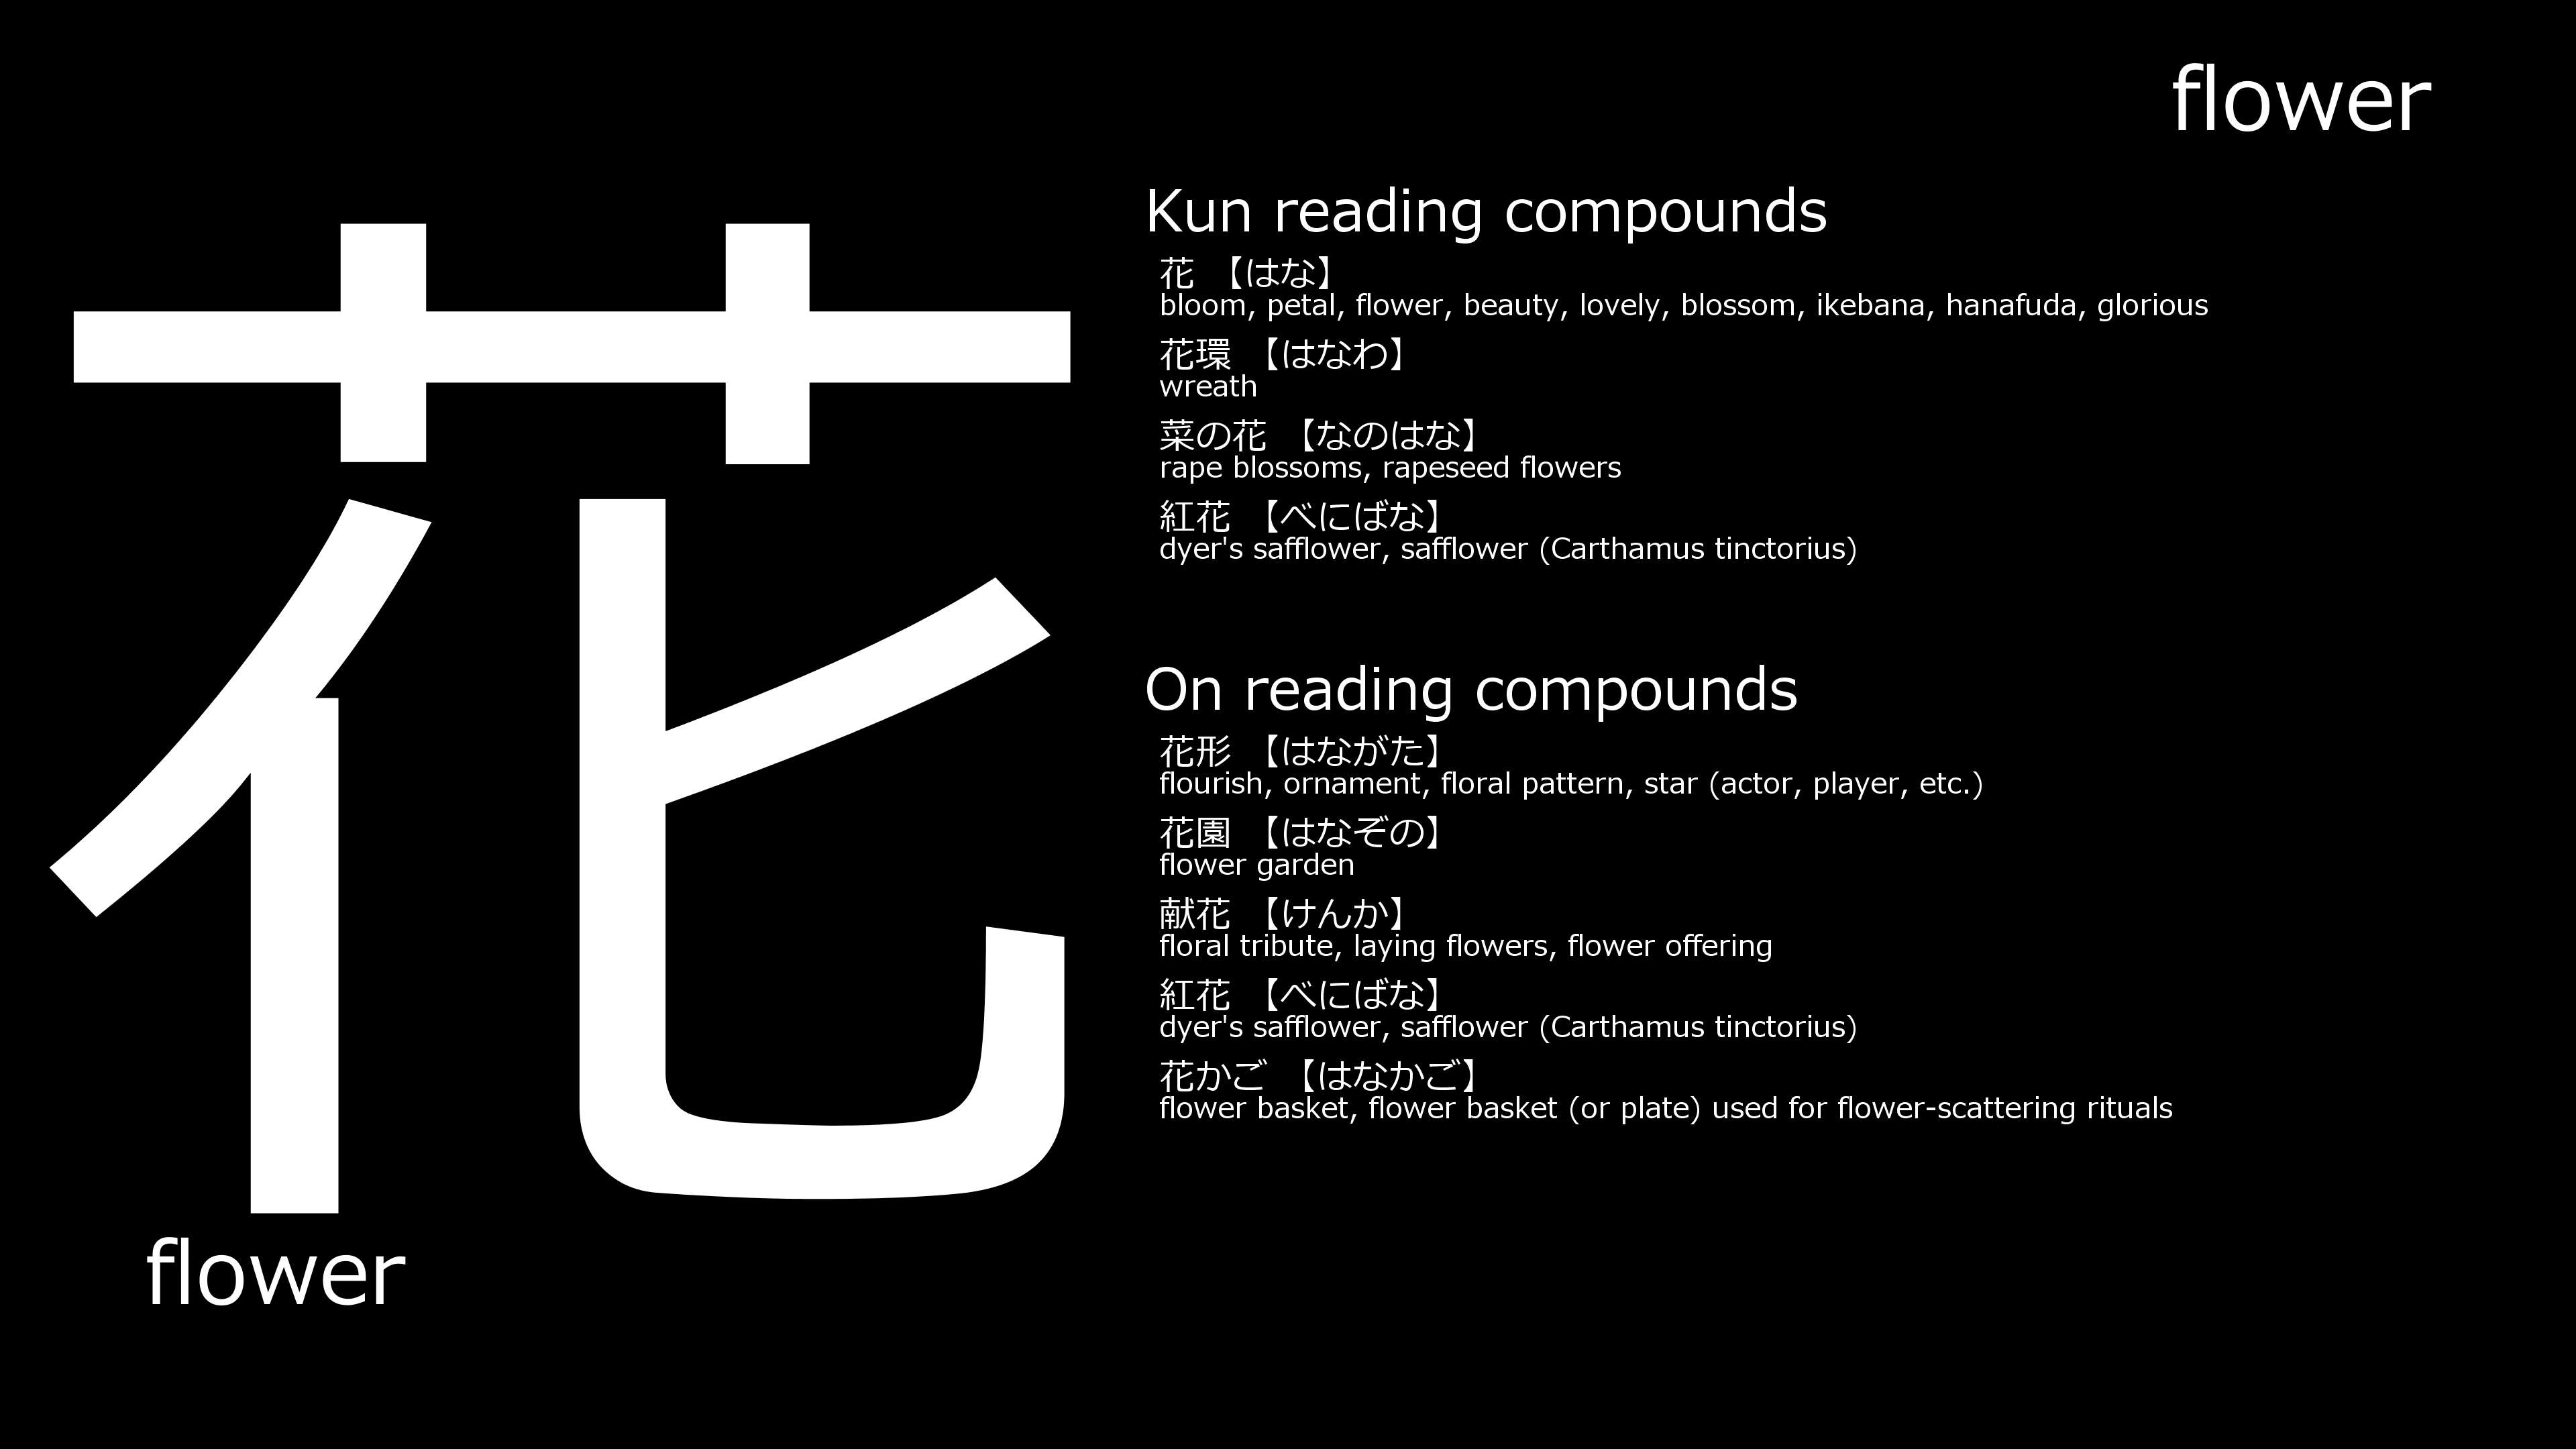 flower
花
flower
Kun reading compounds
花 【はな】
bloom, petal, flower, beauty, lovely, blossom, ikebana, hanafuda, glorious
花環 【はなわ】
wreath
菜の花 【なのはな】
rape blossoms, rapeseed flowers
紅花 【べにばな】
dyer's safflower, safflower (Carthamus tinctorius)
On reading compounds
花形 【はながた】
flourish, ornament, floral pattern, star (actor, player, etc.)
花園 【はなぞの】
flower garden
献花 【けんか】
floral tribute, laying flowers, flower offering
紅花 【べにばな】
dyer's safflower, safflower (Carthamus tinctorius)
花かご 【はなかご】
flower basket, flower basket (or plate) used for flower-scattering rituals